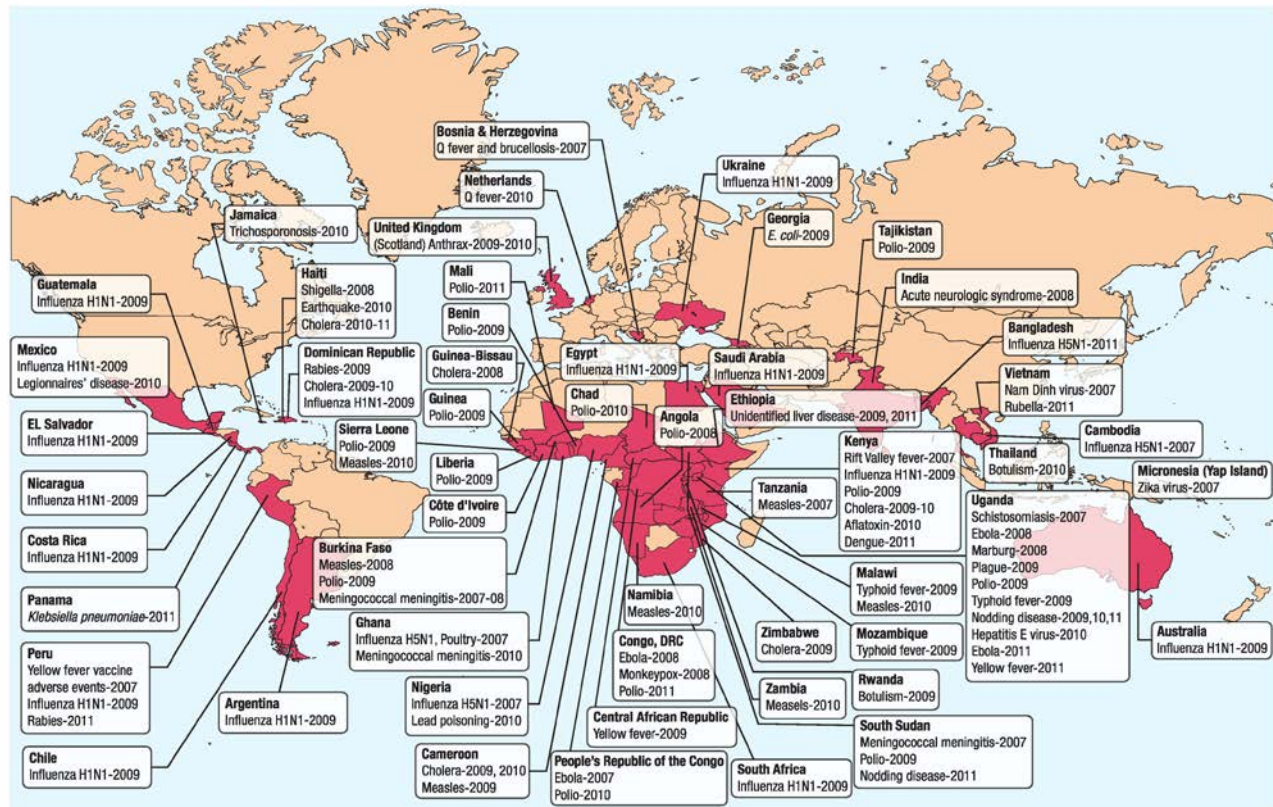 Bosnia & Herzegovina
Q fever and brucellosis-2007
Ukraine
Influenza H1N1-2009
Netherlands
Q fever-2010
Georgia
E. coli-2009
Tajikistan
Polio-2009
Jamaica
Trichosporonosis-2010
United Kingdom
(Scotland) Anthrax-2009-2010
India
Acute neurologic syndrome-2008
Guatemala
Influenza H1N1-2009
Haiti
Shigella-2008
Earthquake-2010
Cholera-2010-11
Mali
Polio-2011
Benin
Polio-2009
Bangladesh
Influenza H5N1-2011
Mexico
Influenza H1N1-2009
Legionnaires' disease-2010
Dominican Republic
Rabies-2009
Cholera-2009-10
Influenza H1N1-2009
Guinea-Bissau
Cholera-2008
Egypt
Influenza H1N1-2009
Saudi Arabia
Influenza H1N1-2009
Vietnam
Nam Dinh virus-2007
Rubella-2011
Guinea
Polio-2009
Chad
Polio-2010
Ethiopia
Unidentified liver disease-2009, 2011
EL Salvador
Influenza H1N1-2009
Sierra Leone
Polio-2009
Measles-2010
Angola
Polio-2008
Cambodia
Influenza H5N1-2007
Kenya
Rift Valley fever-2007
Influenza H1N1-2009
Polio-2009
Cholera-2009-10
Aflatoxin-2010
Dengue-2011
Liberia
Polio-2009
Thailand
Botulism-2010
Micronesia (Yap Island)
Zika virus-2007
Nicaragua
Influenza H1N1-2009
Tanzania
Measles-2007
Côte d'Ivoire
Polio-2009
Uganda
Schistosomiasis-2007
Ebola-2008
Marburg-2008
Plague-2009
Polio-2009
Typhoid fever-2009
Nodding disease-2009,10,11
Hepatitis E virus-2010
Ebola-2011
Yellow fever-2011
Costa Rica
Influenza H1N1-2009
Burkina Faso
Measles-2008
Polio-2009
Meningococcal meningitis-2007-08
Panama
Klebsiella pneumoniae-2011
Namibia
Measles-2010
Malawi
Typhoid fever-2009
Measles-2010
Ghana
Influenza H5N1, Poultry-2007
Meningococcal meningitis-2010
Zimbabwe
Cholera-2009
Mozambique
Typhoid fever-2009
Australia
Influenza H1N1-2009
Congo, DRC
Ebola-2008
Monkeypox-2008
Polio-2011
Peru
Yellow fever vaccine
adverse events-2007
Influenza H1N1-2009
Rabies-2011
Argentina
Influenza H1N1-2009
Nigeria
Influenza H5N1-2007
Lead poisoning-2010
Zambia
Measels-2010
Rwanda
Botulism-2009
Central African Republic
Yellow fever-2009
South Sudan
Meningococcal meningitis-2007
Polio-2009
Nodding disease-2011
Chile
Influenza H1N1-2009
Cameroon
Cholera-2009, 2010
Measles-2009
People's Republic of the Congo
Ebola-2007
Polio-2010
South Africa
Influenza H1N1-2009